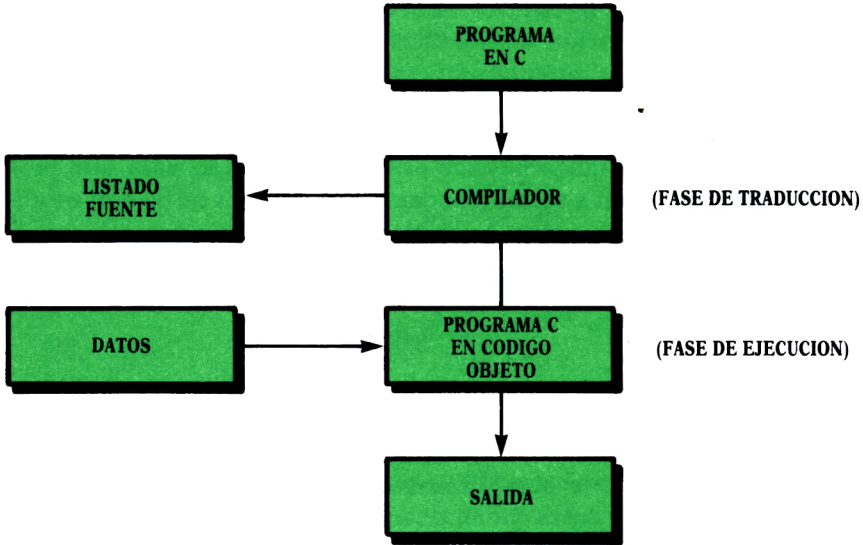 PROGRAMA
EN C
LISTADO
FUENTE
COMPILADOR
(FASE DE TRADUCCION)
DATOS
PROGRAMA C
EN CODIGO
OBJETO
(FASE DE EJECUCION)
SALIDA